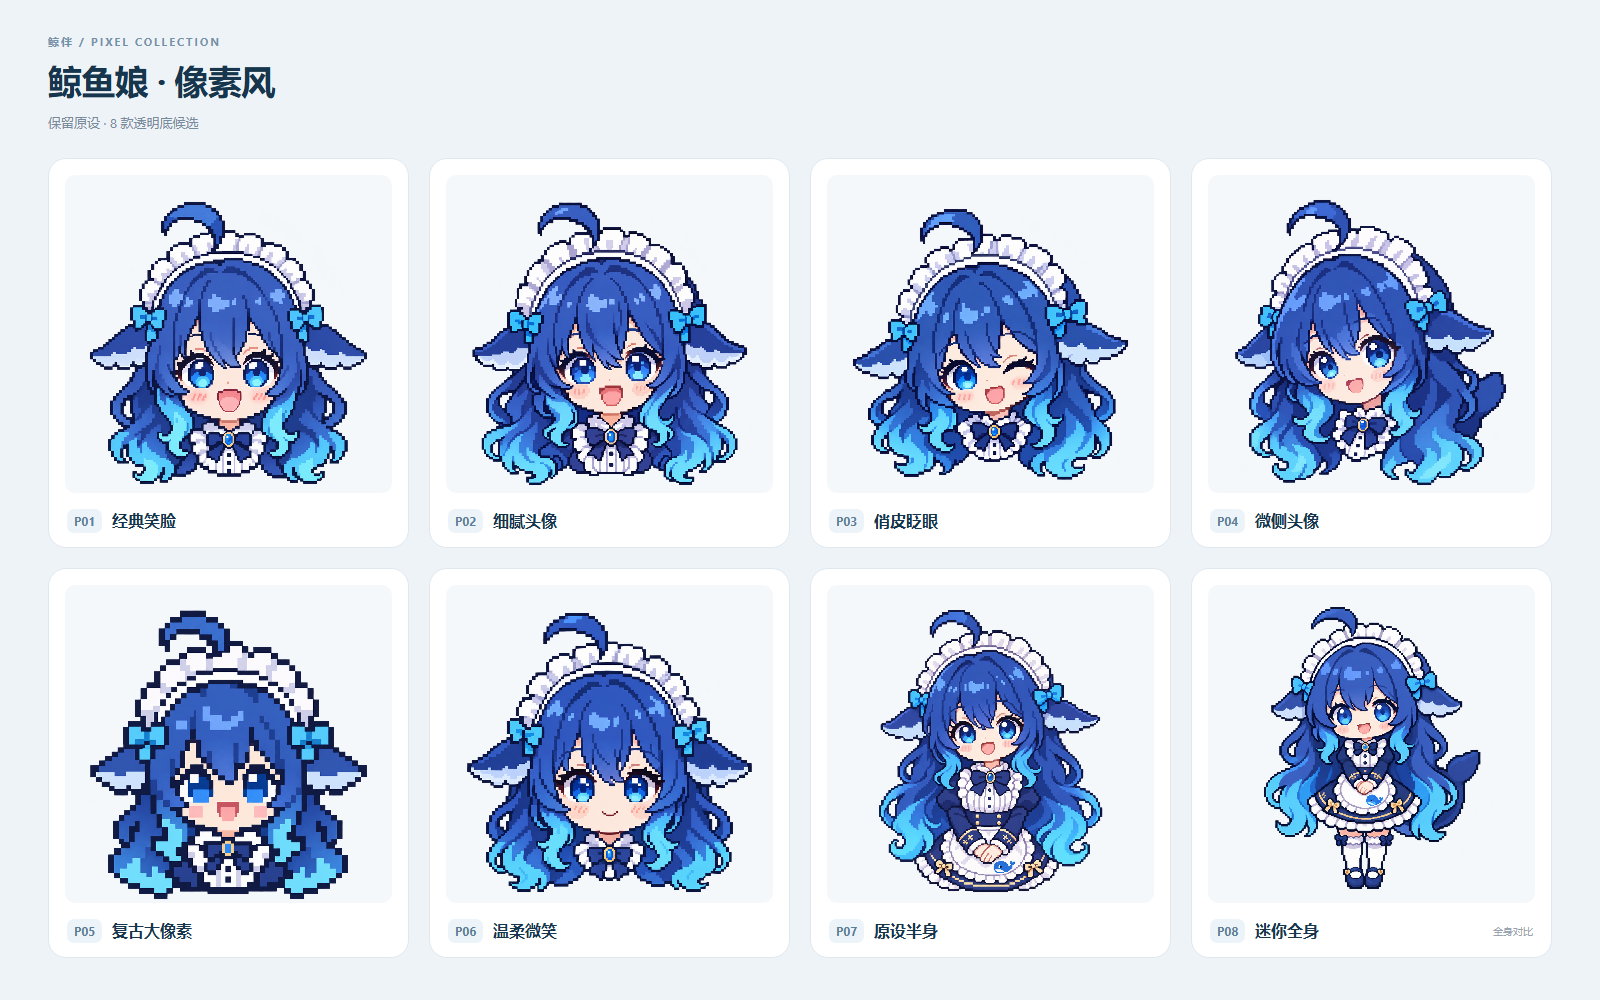 鲸伴 / PIXEL COLLECTION
鲸鱼娘 · 像素风
保留原设 · 8 款透明底候选
P01 经典笑脸
P02 细腻头像
P03 俏皮眨眼
P04 微侧头像
P05 复古大像素
P06 温柔微笑
P07 原设半身
P08 迷你全身
全身对比